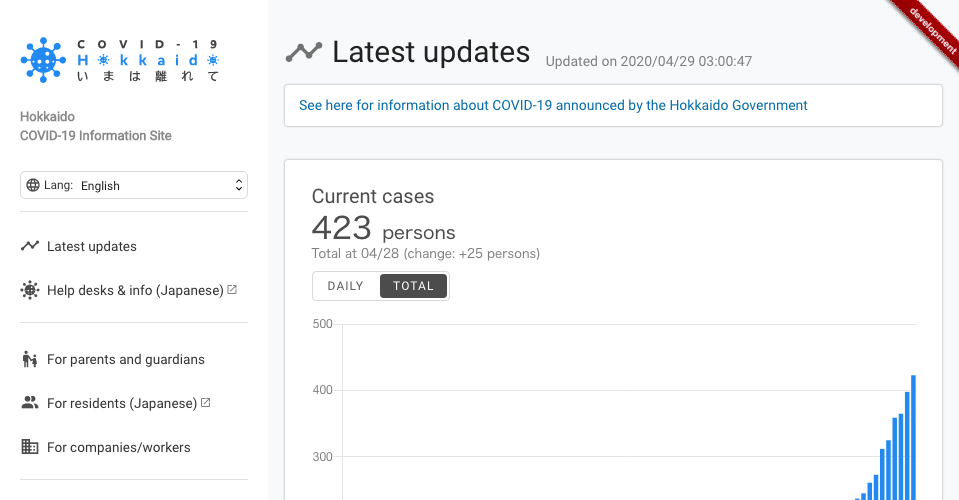 COVID-19
Hokkaido
いまは離れて
Hokkaido
COVID-19 Information Site
Lang: English
Latest updates
Help desks & info (Japanese)
For parents and guardians
For residents (Japanese)
For companies/workers
Latest updates Updated on 2020/04/29 03:00:47
See here for information about COVID-19 announced by the Hokkaido Government
Current cases
423 persons
Total at 04/28 (change: +25 persons)
DAILY TOTAL
500
400
300
development